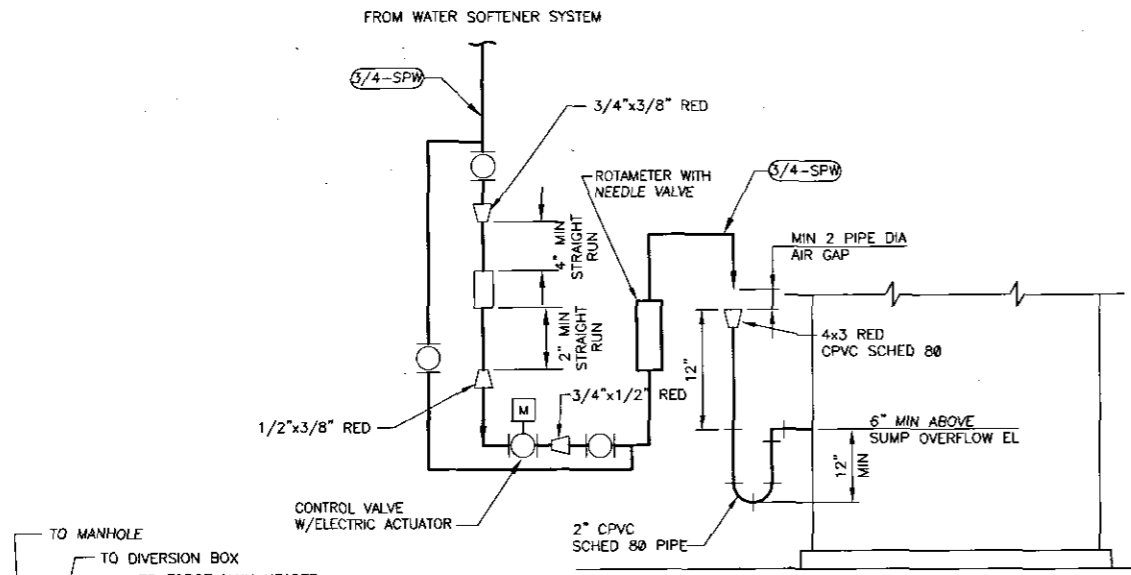 FROM WATER SOFTENER SYSTEM
3/4-SPW
3/4"x3/8" RED
4" MIN
STRAIGHT
RUN
ROTAMETER WITH
NEEDLE VALVE
3/4-SPW
MIN 2 PIPE DIA
AIR GAP
2" MIN
STRAIGHT
RUN
12"
4x3 RED
CPVC SCHED 80
1/2"x3/8" RED
M
3/4"x1/2" RED
6" MIN ABOVE
SUMP OVERFLOW EL
12"
MIN
CONTROL VALVE
W/ELECTRIC ACTUATOR
2" CPVC
SCHED 80 PIPE
TO MANHOLE
TO DIVERSION BOX